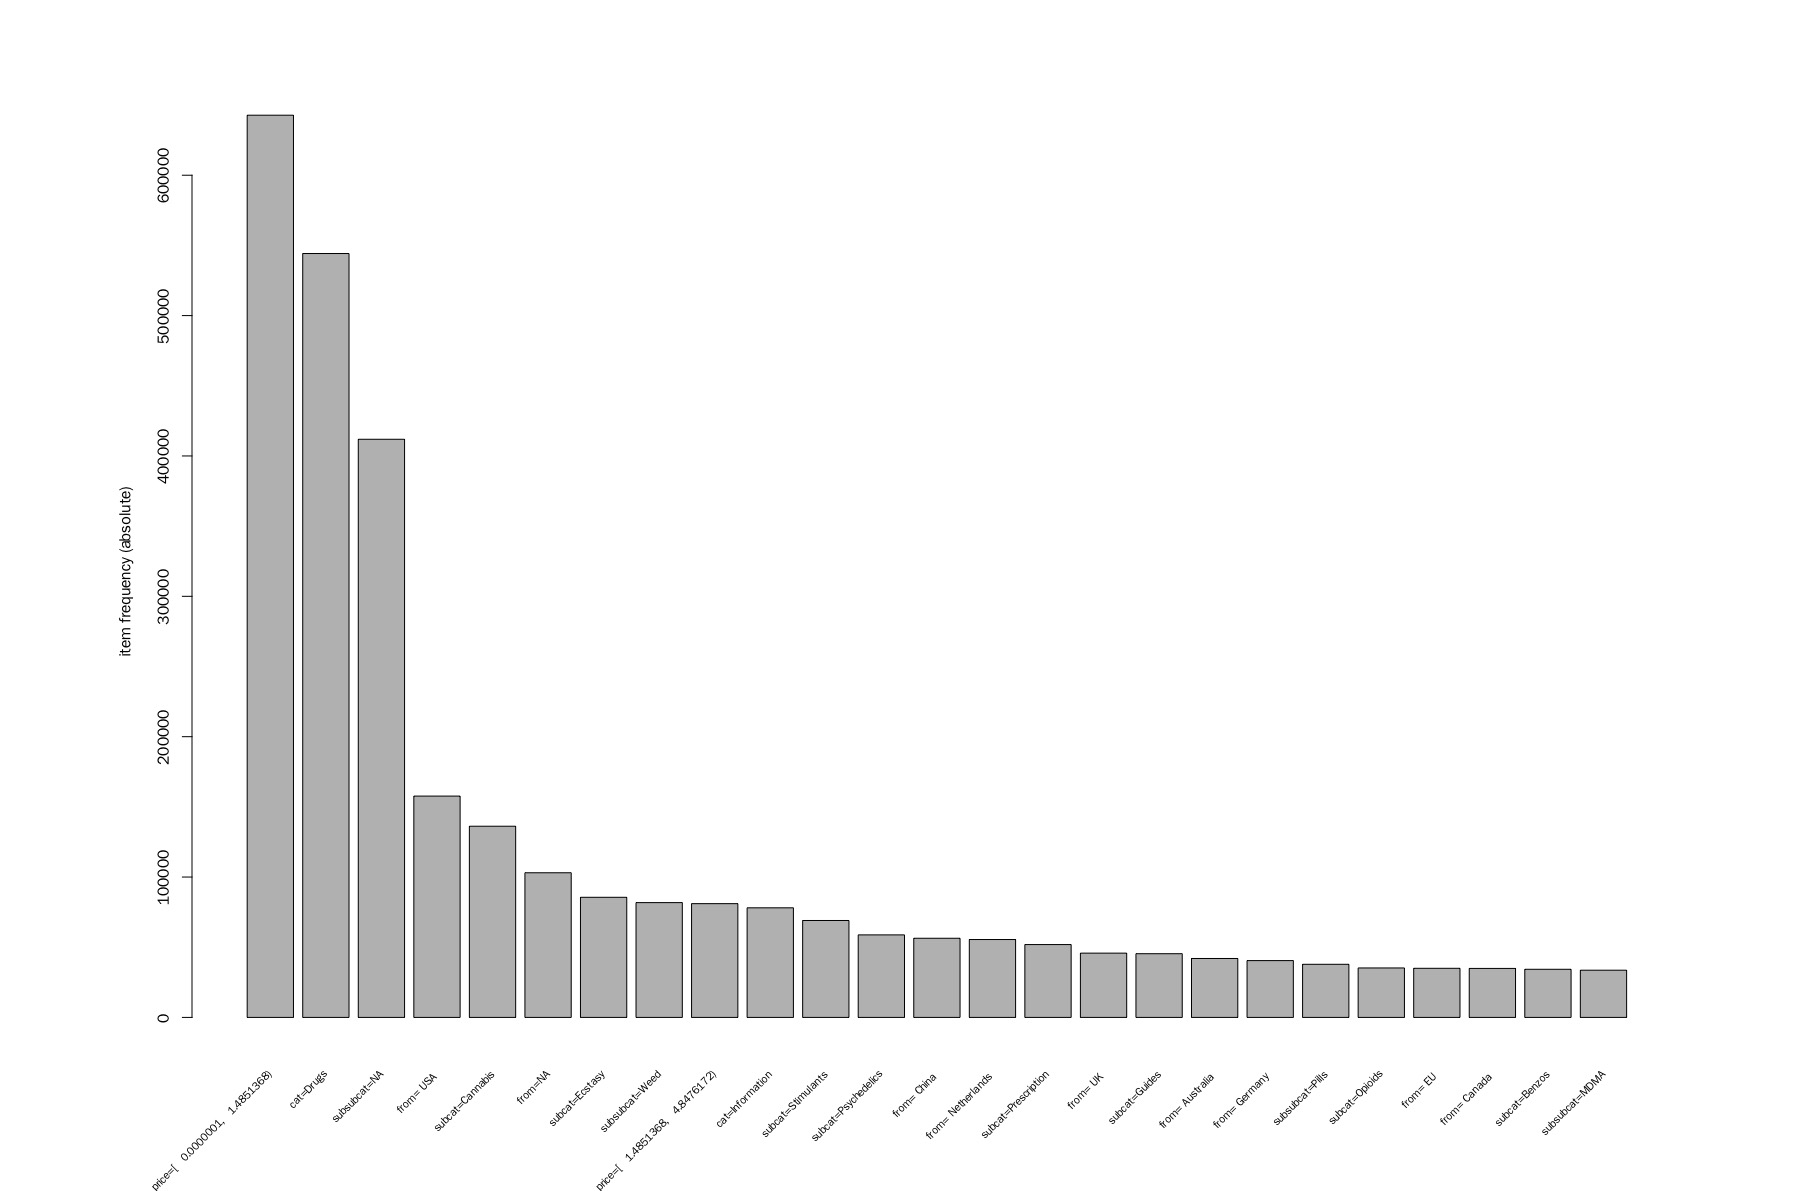 item frequency (absolute)
600000
500000
400000
300000
200000
100000
0
price=[ 0.0000001, 1.4851368)
cat=Drugs
subsubcat=NA
from= USA
subcat=Cannabis
from=NA
subcat=Ecstasy
subsubcat=Weed
price=[ 1.4851368, 4.8476172)
cat=Information
subcat=Stimulants
subcat=Psychedelics
from= China
from= Netherlands
subcat=Prescription
from= UK
subcat=Guides
from= Australia
from= Germany
subsubcat=Pills
subcat=Opioids
from= EU
from= Canada
subcat=Benzos
subsubcat=MDMA